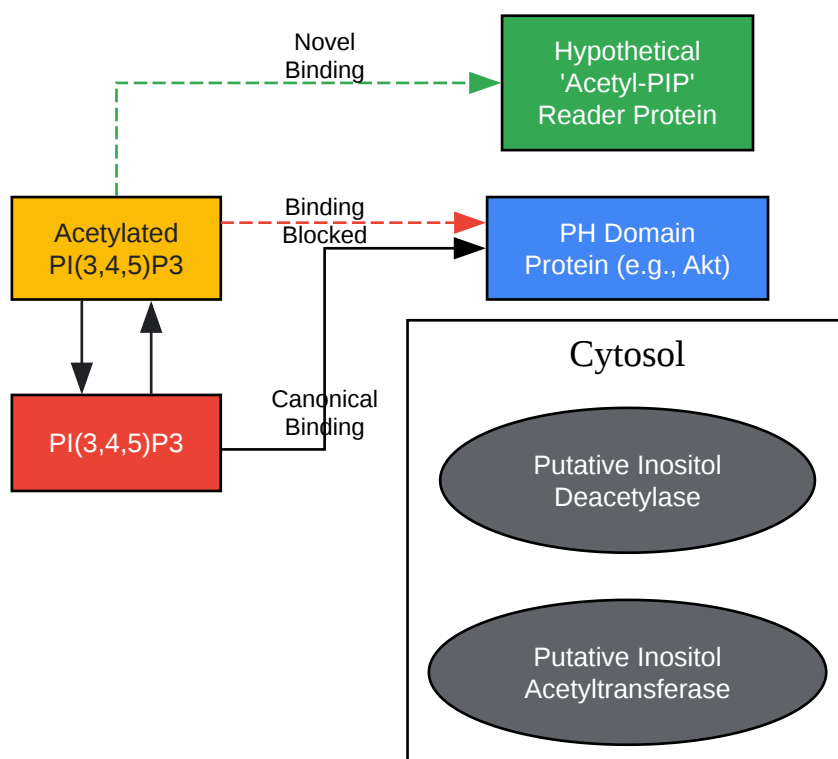 Novel
Binding
Hypothetical
'Acetyl-PIP'
Reader Protein
Acetylated
PI(3,4,5)P3
Binding
Blocked
PH Domain
Protein (e.g., Akt)
PI(3,4,5)P3
Canonical
Binding
Cytosol
Putative Inositol
Deacetylase
Putative Inositol
Acetyltransferase